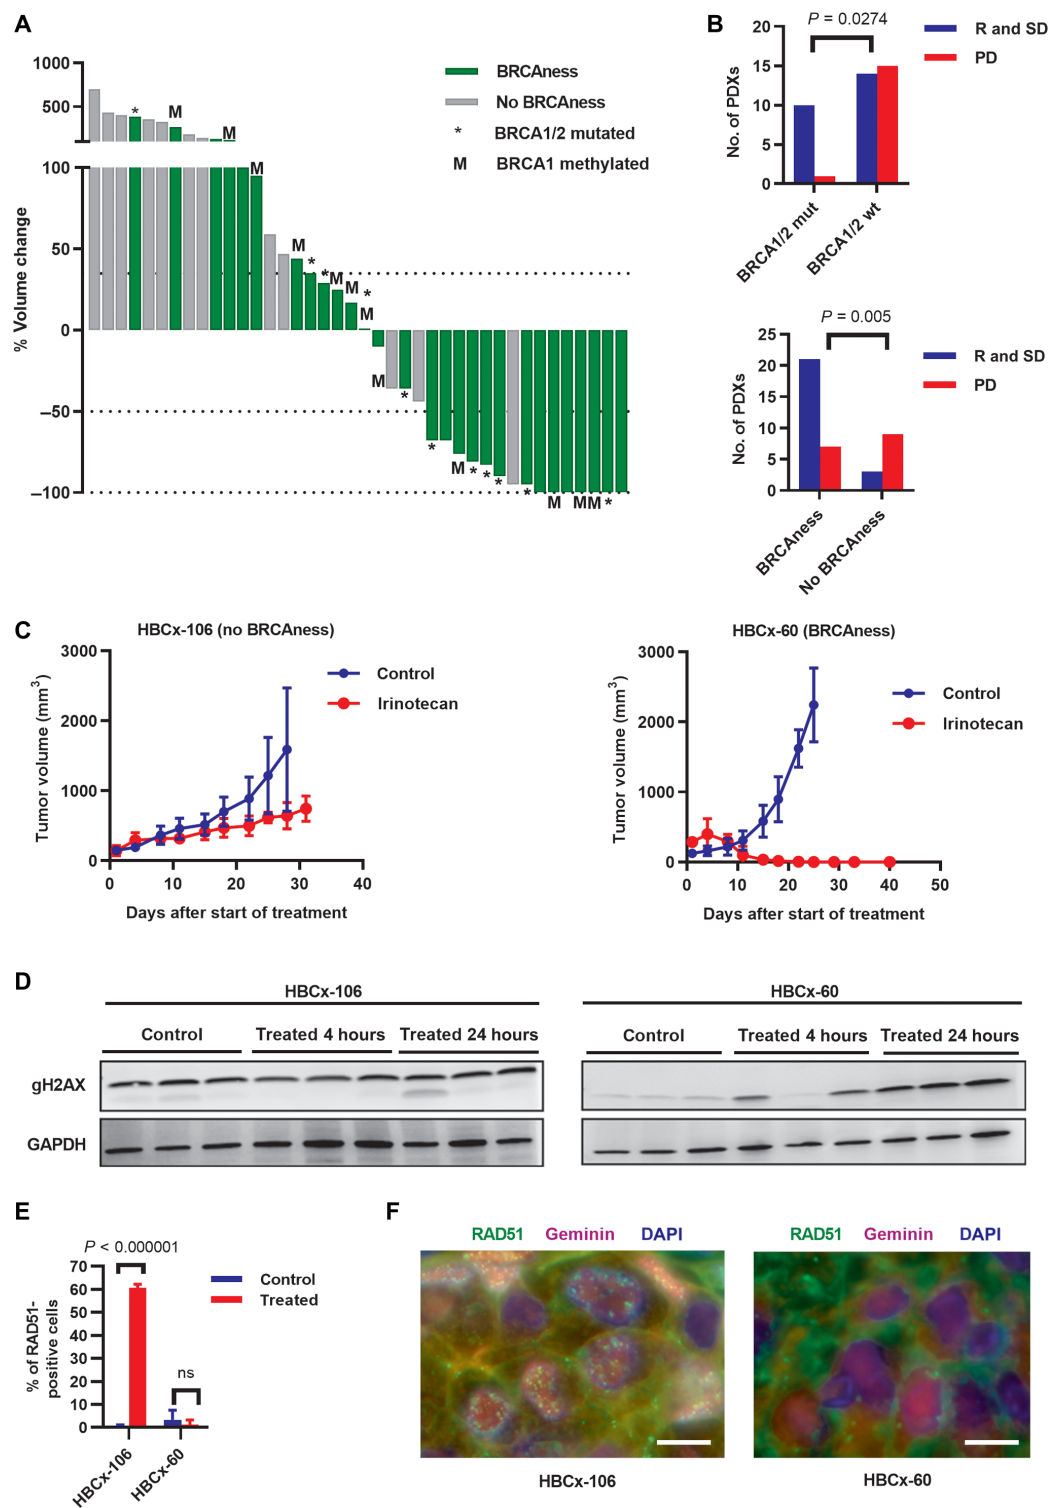 A
1000
500
100
50
0
–50
–100
% Volume change
BRCAness
No BRCAness
* BRCA1/2 mutated
M BRCA1 methylated
*
M
M
M
M
*
*
M
M
*
M
M
*
*
M
*
*
*
*
M
M
M
*
B
P = 0.0274
R and SD
PD
No. of PDXs
20
15
10
5
0
BRCA1/2 mut
BRCA1/2 wt
P = 0.005
R and SD
PD
No. of PDXs
25
20
15
10
5
0
BRCAness
No BRCAness
C
HBCx-106 (no BRCAness)
Control
Irinotecan
Tumor volume (mm3)
3000
2000
1000
0
0 10 20 30 40
Days after start of treatment
HBCx-60 (BRCAness)
Control
Irinotecan
Tumor volume (mm3)
3000
2000
1000
0
0 10 20 30 40 50
Days after start of treatment
D
HBCx-106
Control Treated 4 hours Treated 24 hours
HBCx-60
Control Treated 4 hours Treated 24 hours
gH2AX
GAPDH
E
P < 0.000001
Control
Treated
ns
% of RAD51-
positive cells
70
60
50
40
30
20
10
0
HBCx-106
HBCx-60
F
RAD51 Geminin DAPI
HBCx-106
RAD51 Geminin DAPI
HBCx-60